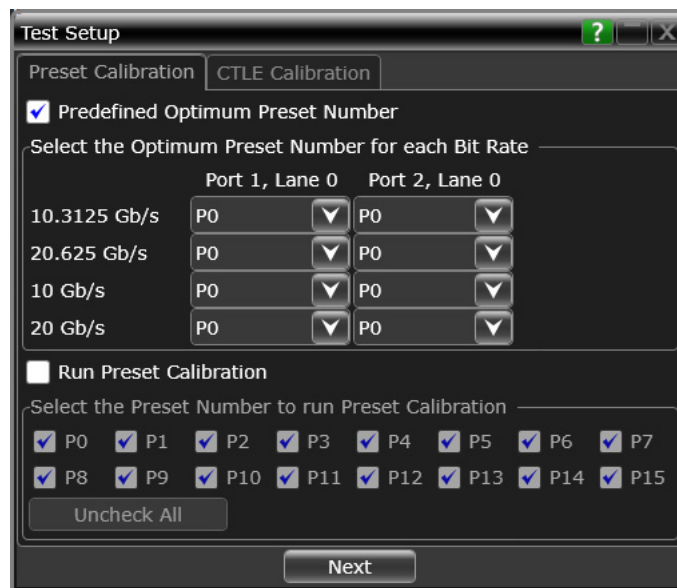 Test Setup ? X
Preset Calibration CTLE Calibration
Predefined Optimum Preset Number
Select the Optimum Preset Number for each Bit Rate
Port 1, Lane 0 Port 2, Lane 0
10.3125 Gb/s P0 P0
20.625 Gb/s P0 P0
10 Gb/s P0 P0
20 Gb/s P0 P0
Run Preset Calibration
Select the Preset Number to run Preset Calibration
P0 P1 P2 P3 P4 P5 P6 P7
P8 P9 P10 P11 P12 P13 P14 P15
Uncheck All
Next